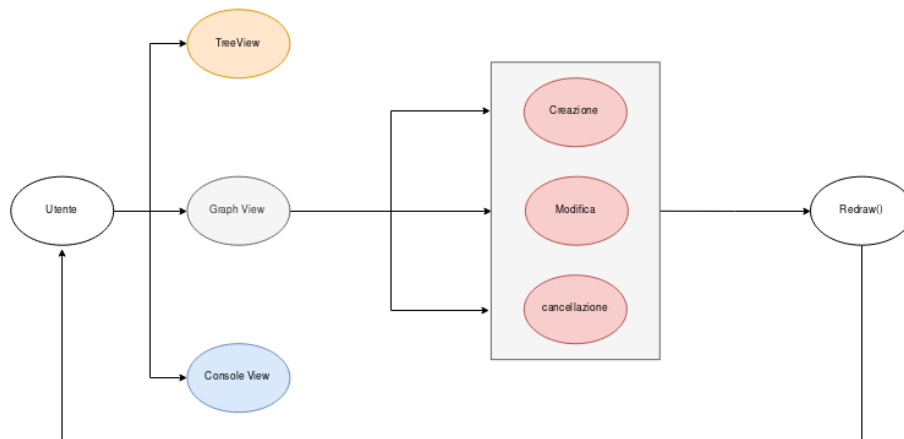 TreeView
Creazione
Utente
Graph View
Modifica
Redraw()
cancellazione
Console View